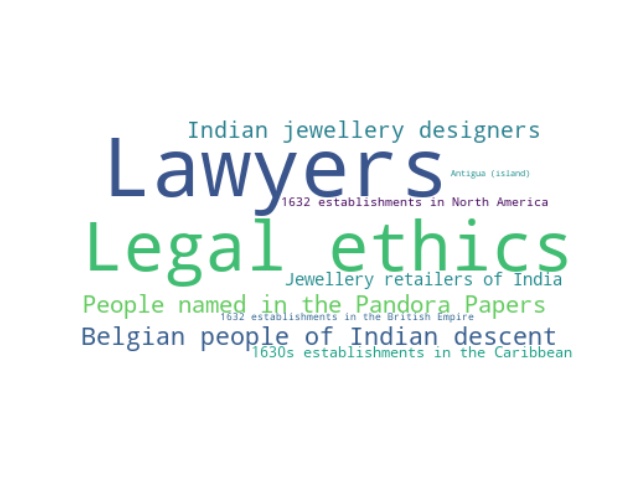 Indian jewellery designers
Lawyers
Antigua (island)
1632 establishments in North America
Legal ethics
Jewellery retailers of India
People named in the Pandora Papers
1632 establishments in the British Empire
Belgian people of Indian descent
1630s establishments in the Caribbean